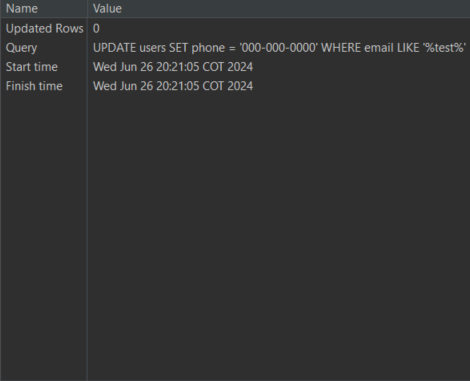 Name Value
Updated Rows 0
Query UPDATE users SET phone = '000-000-0000' WHERE email LIKE '%test%'
Start time Wed Jun 26 20:21:05 COT 2024
Finish time Wed Jun 26 20:21:05 COT 2024